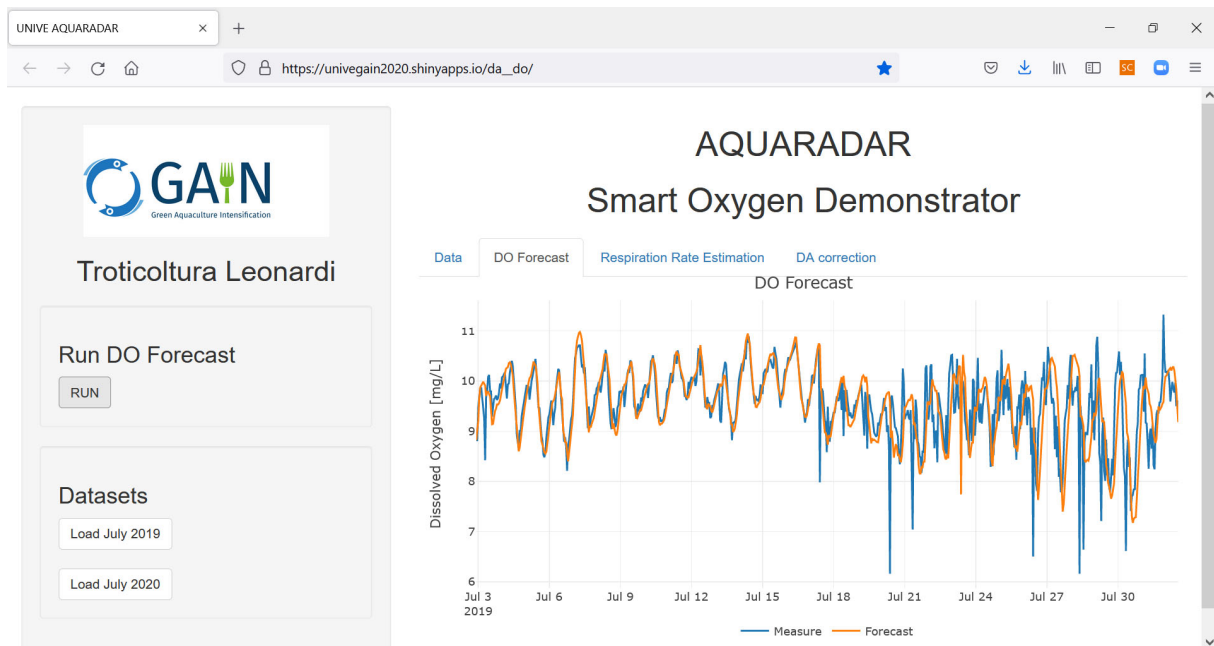 UNIVE AQUARADAR
https://univegain2020.shinyapps.io/da__do/
SC
GAIN
Green Aquaculture Intensification
Troticoltura Leonardi
Run DO Forecast
RUN
Datasets
Load July 2019
Load July 2020
AQUARADAR
Smart Oxygen Demonstrator
Data DO Forecast Respiration Rate Estimation DA correction
DO Forecast
Dissolved Oxygen [mg/L]
11
10
9
8
7
6
Jul 3 Jul 6 Jul 9 Jul 12 Jul 15 Jul 18 Jul 21 Jul 24 Jul 27 Jul 30
2019
Measure Forecast